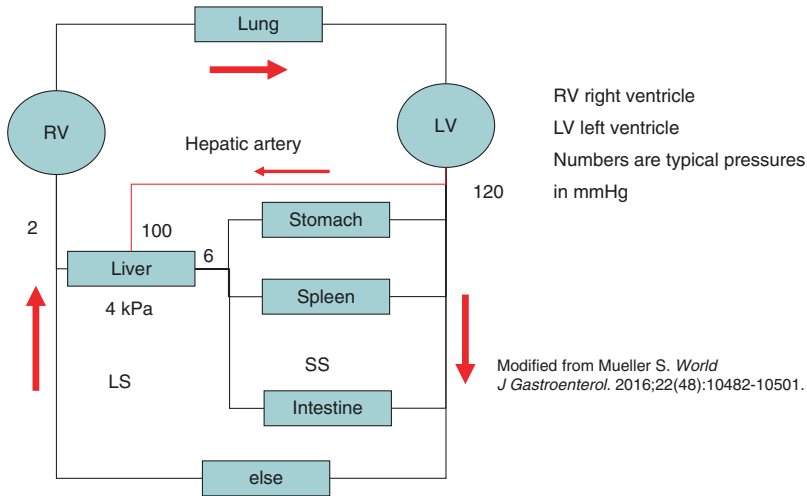 Lung
RV
LV
RV right ventricle
LV left ventricle
Numbers are typical pressures
in mmHg
Hepatic artery
120
2
100
6
Stomach
Liver
Spleen
4 kPa
LS
SS
Intestine
Modified from Mueller S. World
J Gastroenterol. 2016;22(48):10482-10501.
else